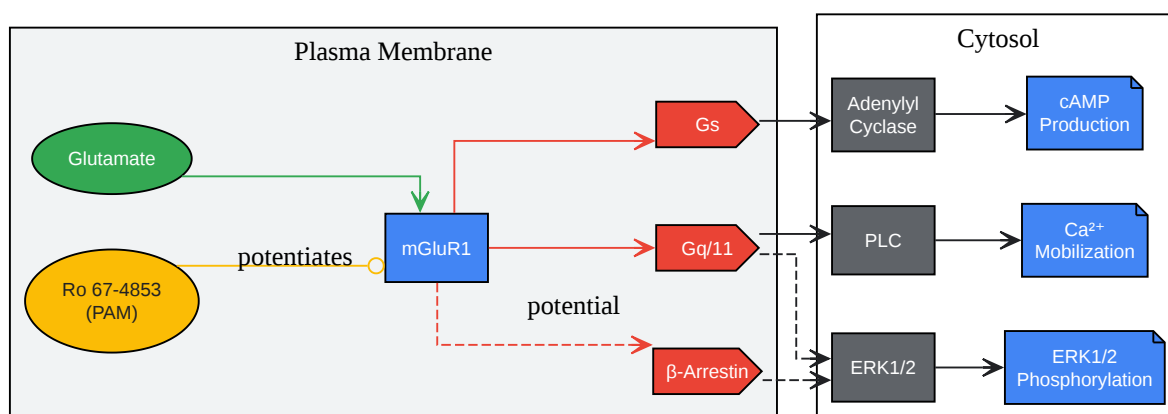 Plasma Membrane
Cytosol
Glutamate
Ro 67-4853
(PAM)
potentiates
mGluR1
potential
Gs
Gq/11
β-Arrestin
Adenylyl
Cyclase
cAMP
Production
PLC
Ca²⁺
Mobilization
ERK1/2
ERK1/2
Phosphorylation